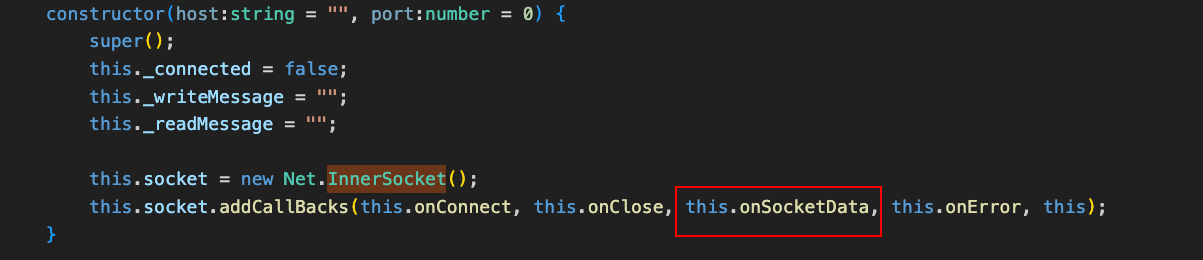 constructor(host:string = "", port:number = 0) {
super();
this._connected = false;
this._writeMessage = "";
this._readMessage = "";
this.socket = new Net.InnerSocket();
this.socket.addCallBacks(this.onConnect, this.onClose, this.onSocketData, this.onError, this);
}